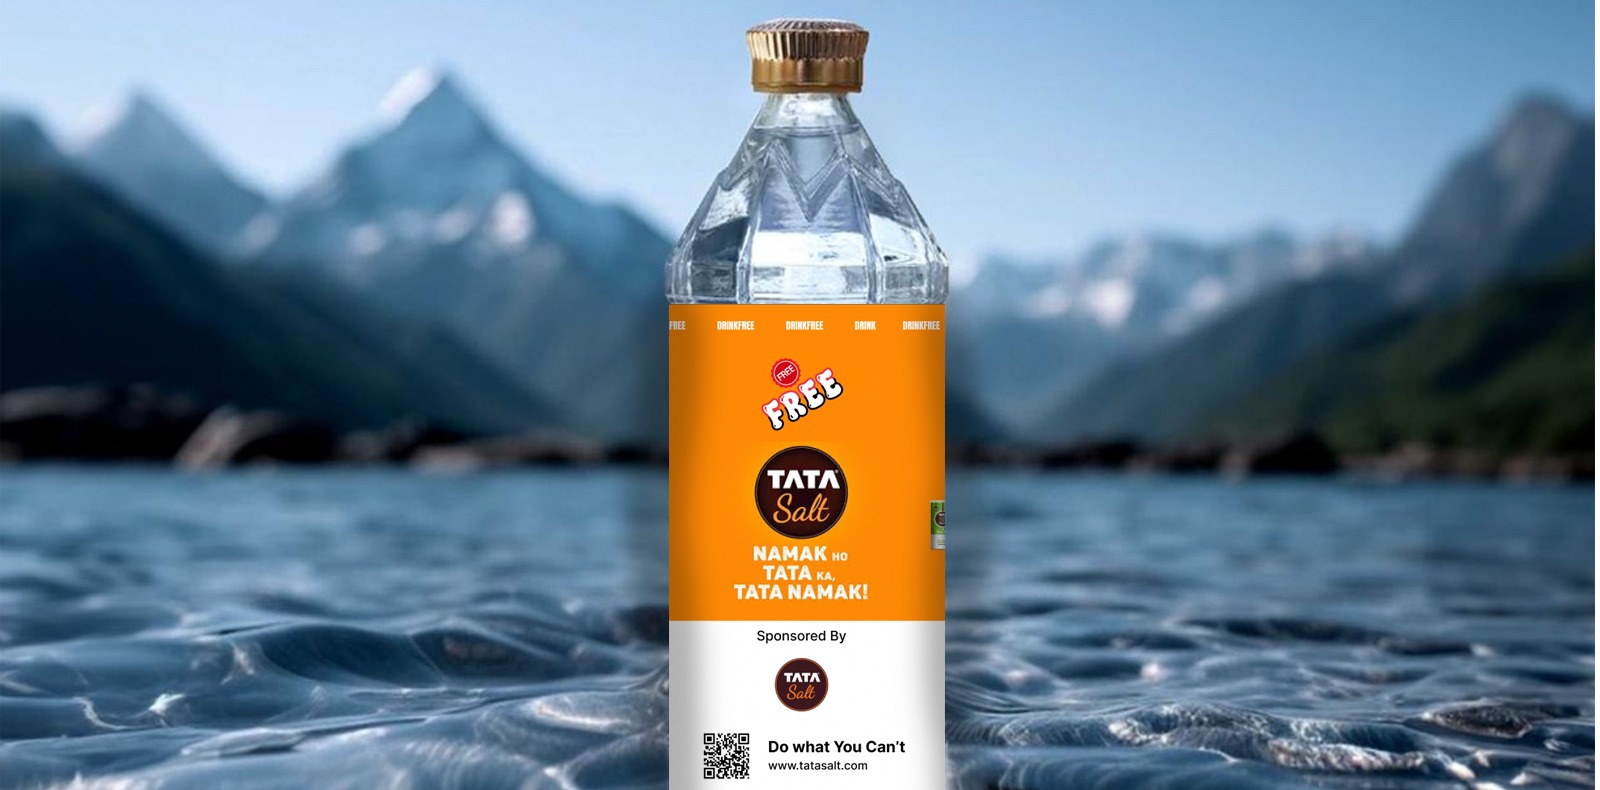 FREE DRINKFREE DRINKFREE DRINK DRINKFREE
FREE
FREE
TATA
Salt
NAMAK HO
TATA KA,
TATA NAMAK!
Sponsored By
TATA
Salt
Do what You Can't
www.tatasalt.com